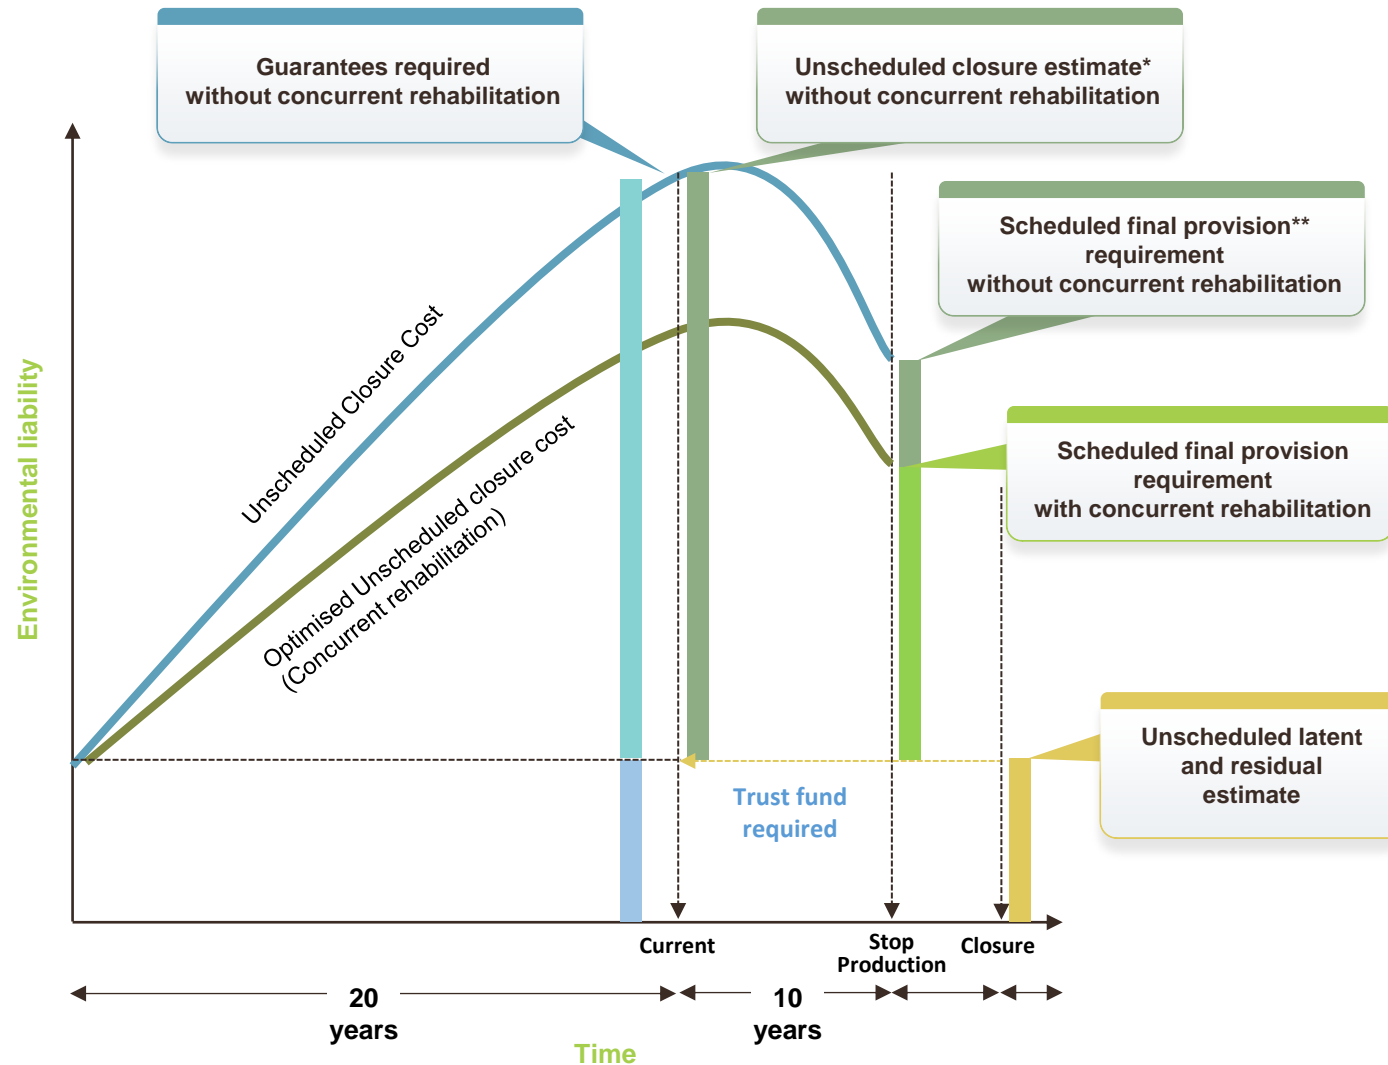 Guarantees required
without concurrent rehabilitation
Unscheduled closure estimate*
without concurrent rehabilitation
Scheduled final provision**
requirement
without concurrent rehabilitation
Scheduled final provision
requirement
with concurrent rehabilitation
Unscheduled latent
and residual
estimate
Environmental liability
Unscheduled Closure Cost
Optimised Unscheduled closure cost
(Concurrent rehabilitation)
Trust fund
required
Current
Stop
Production
Closure
20
years
10
years
Time